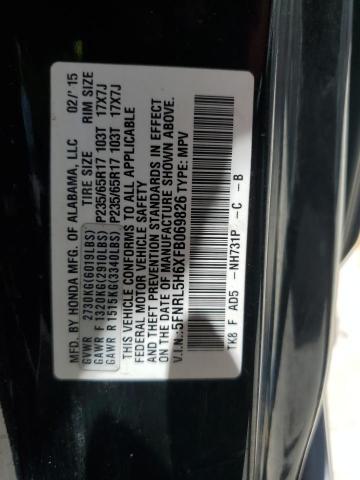 MFD. BY HONDA MFG. OF ALABAMA, LLC 02/'15
GVWR 2730KG(6019LBS) TIRE SIZE RIM SIZE
GAWR F 1320KG(2910LBS) P235/65R17 103T 17X7J
GAWR R 1515KG(3340LBS) P235/65R17 103T 17X7J
THIS VEHICLE CONFORMS TO ALL APPLICABLE
FEDERAL MOTOR VEHICLE SAFETY, BUMPER,
AND THEFT PREVENTION STANDARDS IN EFFECT
ON THE DATE OF MANUFACTURE SHOWN ABOVE.
V.I.N.:5FNRL5H6XFB069826 TYPE: MPV
TK8 F AD5 -NH731P -C -B